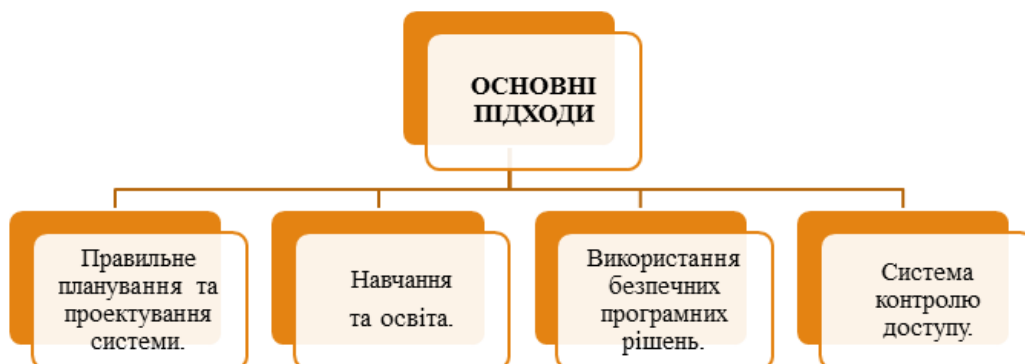 ОСНОВНІ
ПІДХОДИ
Правильне
планування та
проектування
системи.
Навчання
та освіта.
Використання
безпечних
програмних
рішень.
Система
контролю
доступу.